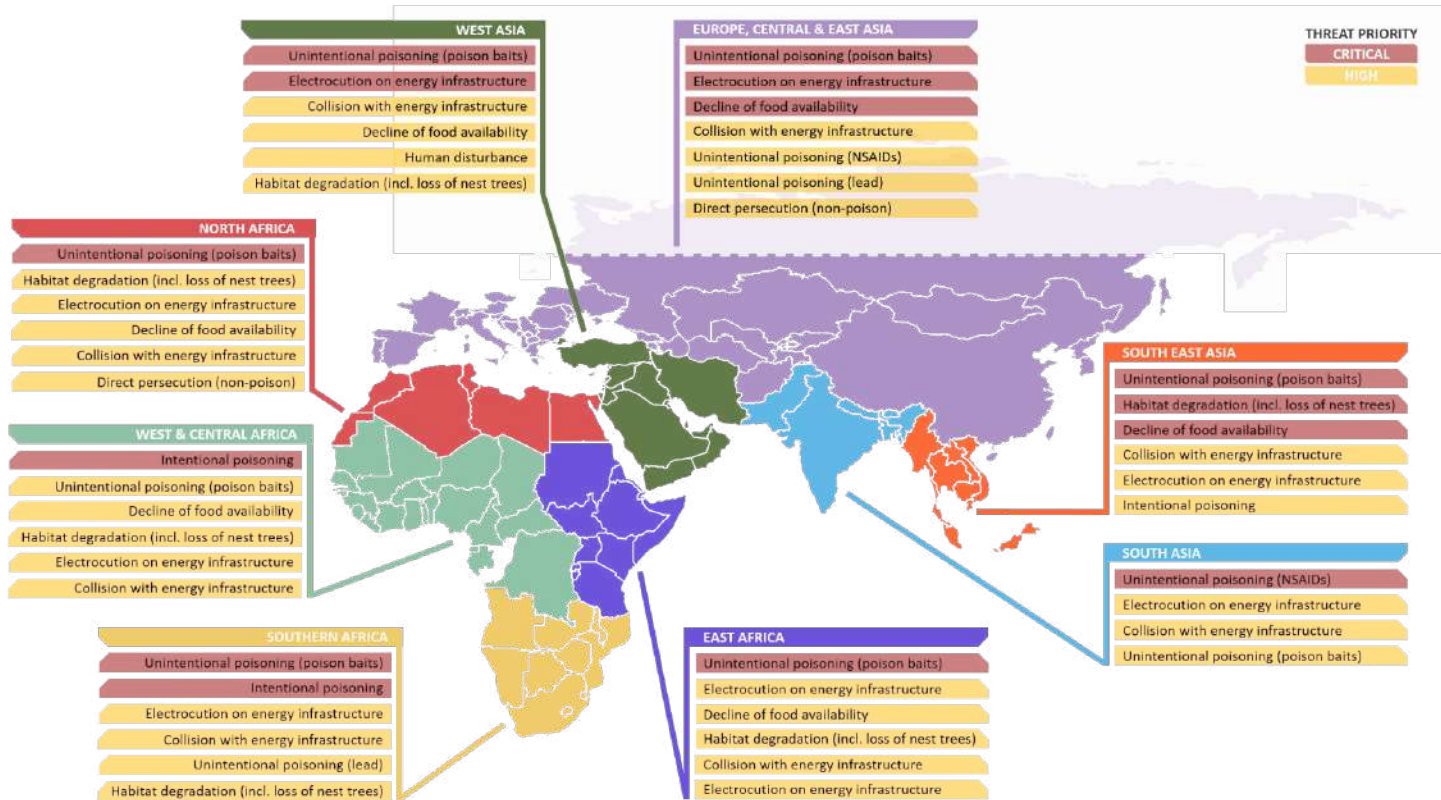 WEST ASIA
Unintentional poisoning (poison baits)
Electrocution on energy infrastructure
Collision with energy infrastructure
Decline of food availability
Human disturbance
Habitat degradation (incl. loss of nest trees)
EUROPE, CENTRAL & EAST ASIA
Unintentional poisoning (poison baits)
Electrocution on energy infrastructure
Decline of food availability
Collision with energy infrastructure
Unintentional poisoning (NSAIDs)
Unintentional poisoning (lead)
Direct persecution (non-poison)
THREAT PRIORITY
CRITICAL
HIGH
NORTH AFRICA
Unintentional poisoning (poison baits)
Habitat degradation (incl. loss of nest trees)
Electrocution on energy infrastructure
Decline of food availability
Collision with energy infrastructure
Direct persecution (non-poison)
SOUTH EAST ASIA
Unintentional poisoning (poison baits)
Habitat degradation (incl. loss of nest trees)
Decline of food availability
Collision with energy infrastructure
Electrocution on energy infrastructure
Intentional poisoning
WEST & CENTRAL AFRICA
Intentional poisoning
Unintentional poisoning (poison baits)
Decline of food availability
Habitat degradation (incl. loss of nest trees)
Electrocution on energy infrastructure
Collision with energy infrastructure
SOUTH ASIA
Unintentional poisoning (NSAIDs)
Electrocution on energy infrastructure
Collision with energy infrastructure
Unintentional poisoning (poison baits)
SOUTHERN AFRICA
Unintentional poisoning (poison baits)
Intentional poisoning
Electrocution on energy infrastructure
Collision with energy infrastructure
Unintentional poisoning (lead)
Habitat degradation (incl. loss of nest trees)
EAST AFRICA
Unintentional poisoning (poison baits)
Electrocution on energy infrastructure
Decline of food availability
Habitat degradation (incl. loss of nest trees)
Collision with energy infrastructure
Electrocution on energy infrastructure